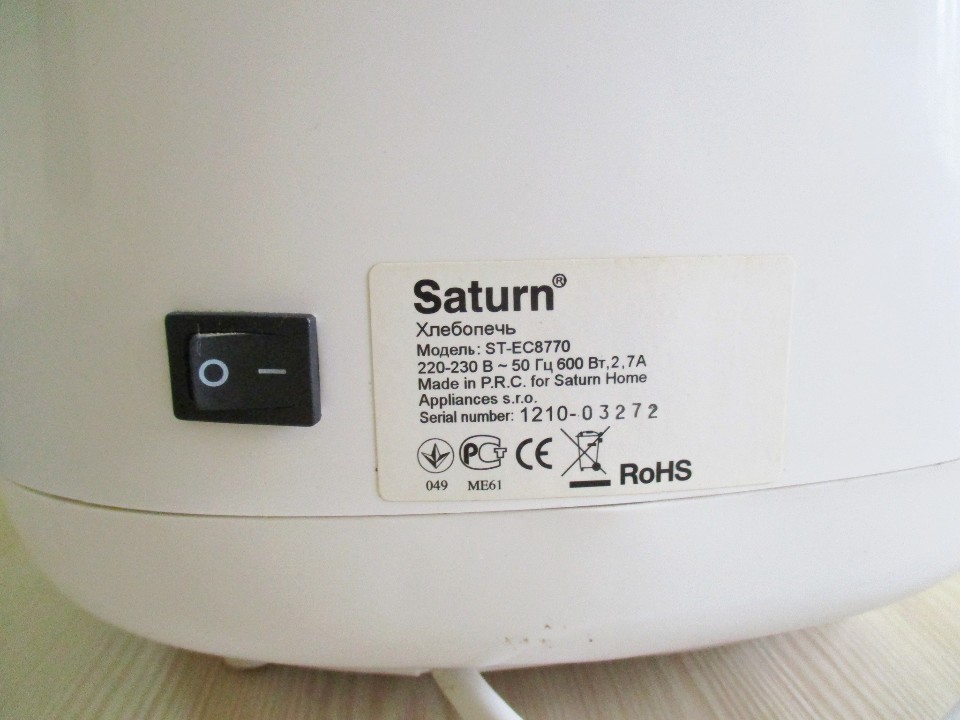 Saturn®
Хлебопечь
Модель: ST-EC8770
220-230 В ~ 50 Гц 600 Вт,2,7А
Made in P.R.C. for Saturn Home
Appliances s.r.o.
Serial number: 1210-03272
РСТ CE RoHS
049 ME61